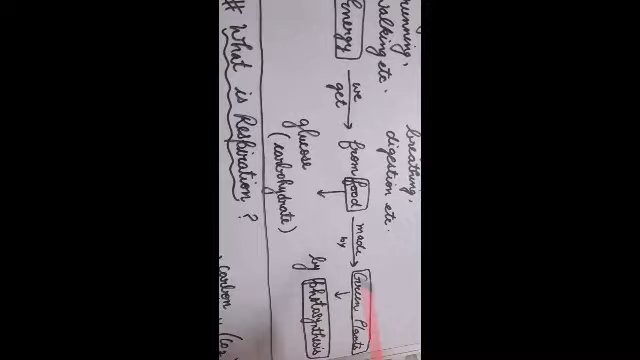 running,
walking etc.
breathing,
digestion etc.
Energy we get from food made by Green Plants
glucose
(carbohydrate)
by Photosynthesis
# What is Respiration?
carbon